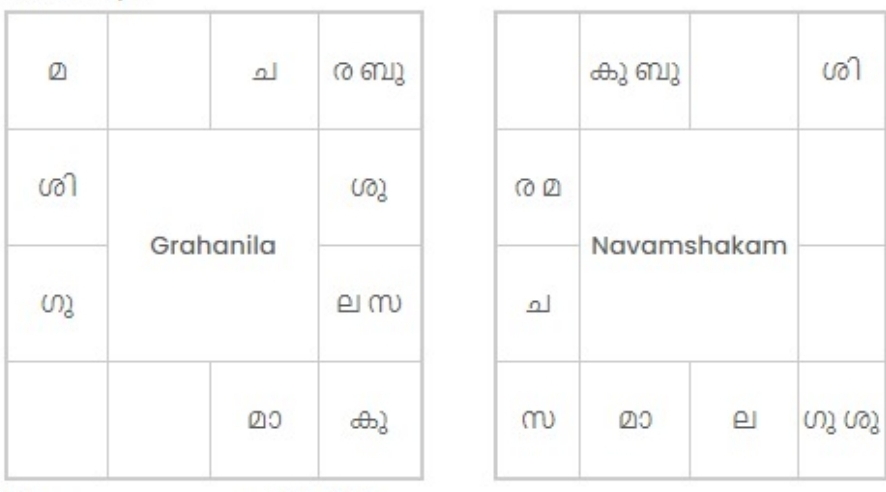 മ ച ര ബു
ശി ശു
Grahanila
ഗു ല സ
മാ കു
കു ബു ശി
ര മ
Navamshakam
ച
സ മാ ല ഗു ശു